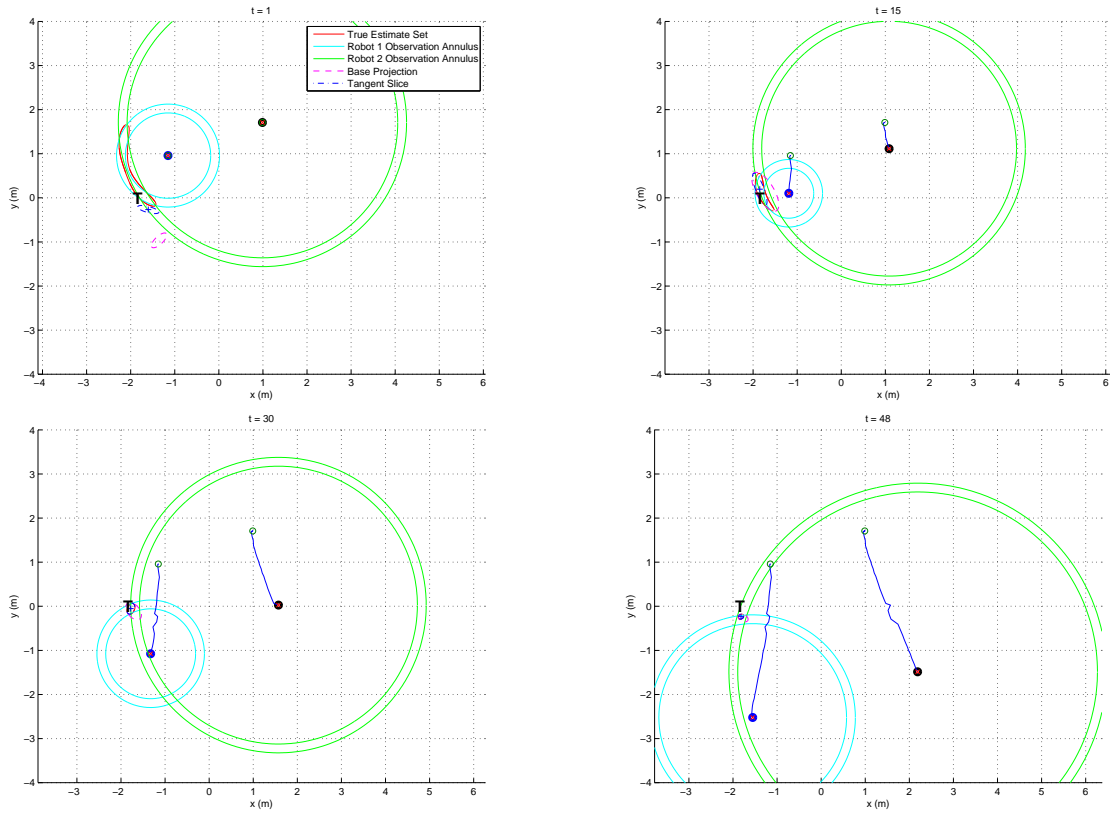 t = 1
4
3
2
1
0
−1
−2
−3
−4
y (m)
−4 −3 −2 −1 0 1 2 3 4 5 6
x (m)
True Estimate Set
Robot 1 Observation Annulus
Robot 2 Observation Annulus
Base Projection
Tangent Slice
T
t = 15
4
3
2
1
0
−1
−2
−3
−4
y (m)
−3 −2 −1 0 1 2 3 4 5 6
x (m)
T
t = 30
4
3
2
1
0
−1
−2
−3
−4
y (m)
−3 −2 −1 0 1 2 3 4 5 6
x (m)
T
t = 48
4
3
2
1
0
−1
−2
−3
−4
y (m)
−3 −2 −1 0 1 2 3 4 5 6
x (m)
T